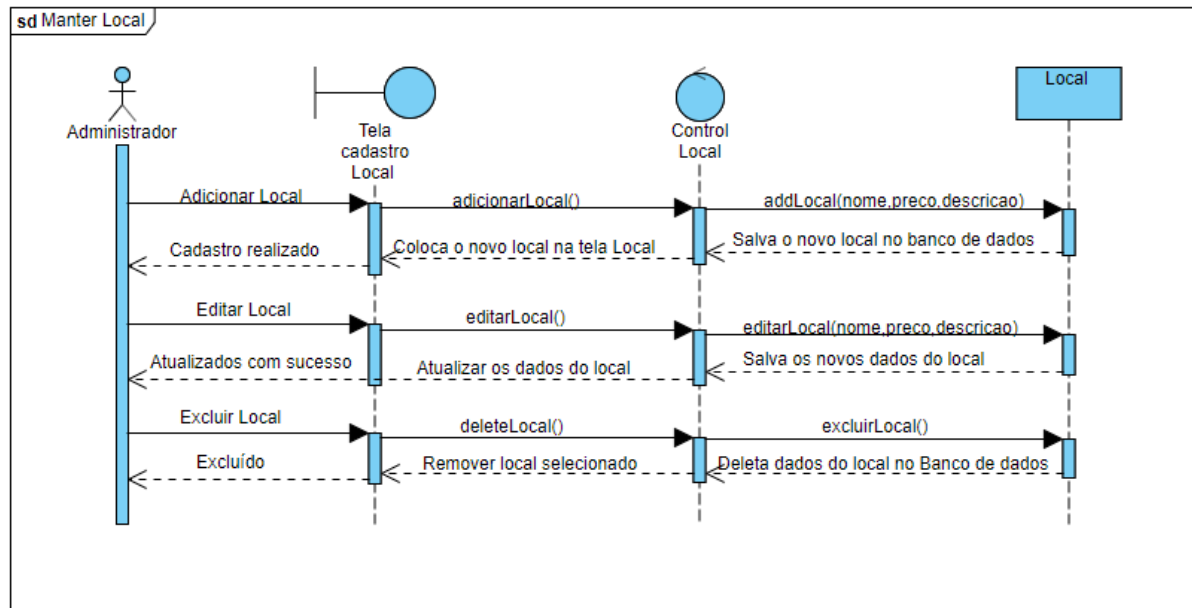 sd Manter Local
Administrador
Tela
cadastro
Local
Control
Local
Local
Adicionar Local
adicionarLocal()
addLocal(nome,preco,descricao)
Cadastro realizado
Coloca o novo local na tela Local
Salva o novo local no banco de dados
Editar Local
editarLocal()
editarLocal(nome,preco,descricao)
Atualizados com sucesso
Atualizar os dados do local
Salva os novos dados do local
Excluir Local
deleteLocal()
excluirLocal()
Excluído
Remover local selecionado
Deleta dados do local no Banco de dados